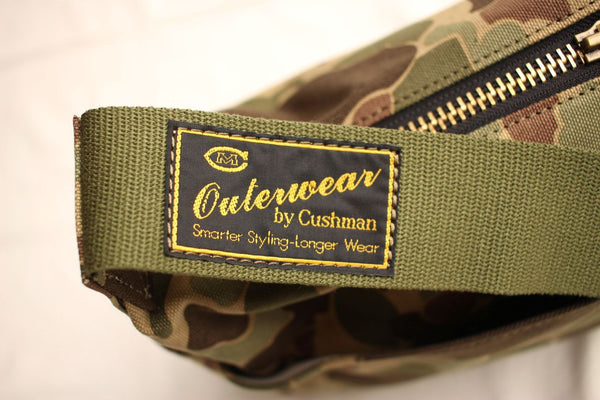 CM
Outerwear
by Cushman
Smarter Styling-Longer Wear